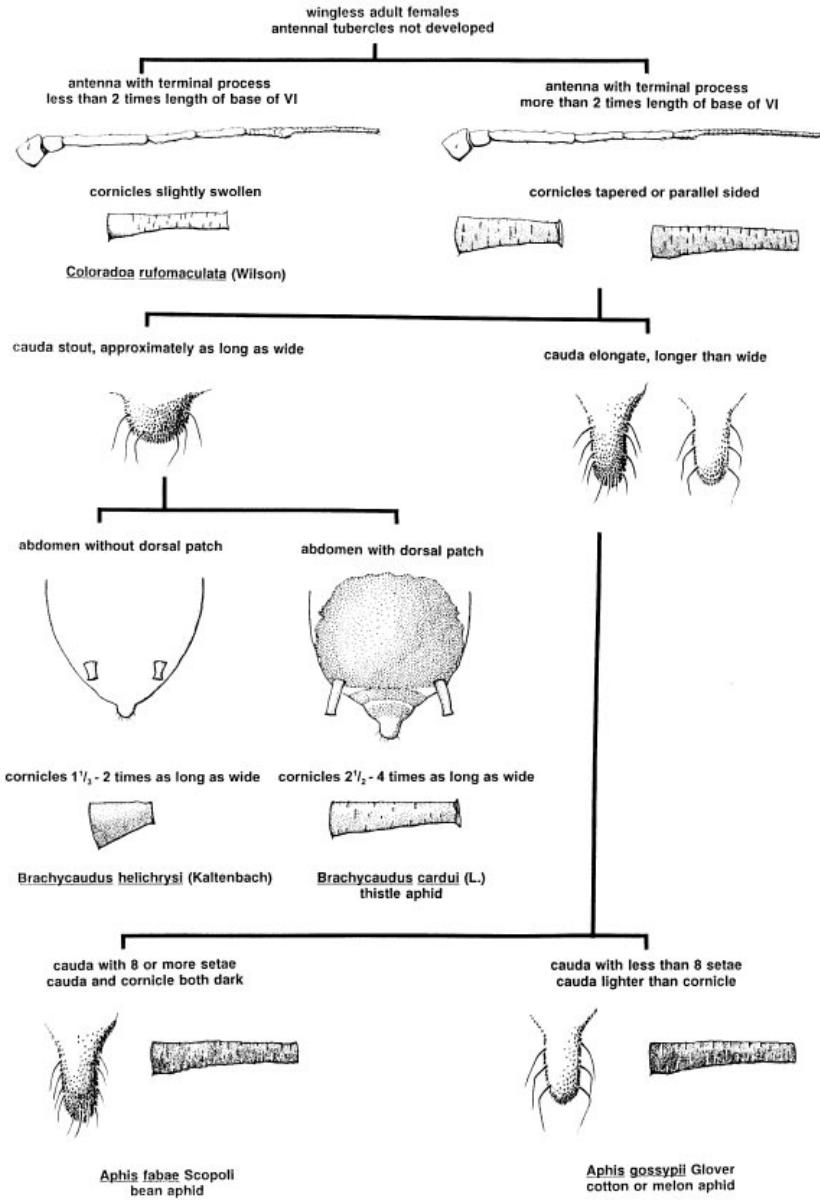 wingless adult females
antennal tubercles not developed
antenna with terminal process
less than 2 times length of base of VI
antenna with terminal process
more than 2 times length of base of VI
cornicles slightly swollen
cornicles tapered or parallel sided
Coloradoa rufomaculata (Wilson)
cauda stout, approximately as long as wide
cauda elongate, longer than wide
abdomen without dorsal patch
abdomen with dorsal patch
cornicles 1 1/3 - 2 times as long as wide
cornicles 2 1/2 - 4 times as long as wide
Brachycaudus helichrysi (Kaltenbach)
Brachycaudus cardui (L.)
thistle aphid
cauda with 8 or more setae
cauda and cornicle both dark
cauda with less than 8 setae
cauda lighter than cornicle
Aphis fabae Scopoli
bean aphid
Aphis gossypii Glover
cotton or melon aphid